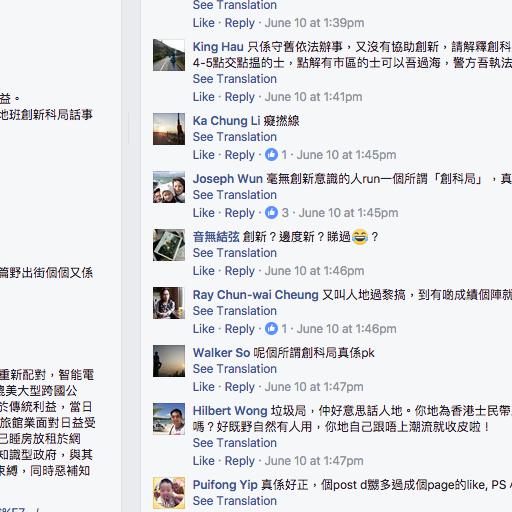 益。
地班創新科局話事
篇野出街個個又係
重新配對，智能電
媲美大型跨國公
於傳統利益，當日
旅館業面對日益受
己睡房放租於網
知識型政府，與其
束縛，同時惡補知
See Translation
Like · Reply · June 10 at 1:39pm
King Hau 只係守舊依法辦事，又沒有協助創新，請解釋創科
4-5點交點搵的士，點解有市區的士可以吾過海，警方吾執法
See Translation
Like · Reply · June 10 at 1:41pm
Ka Chung Li 癡撚線
See Translation
Like · Reply · 1 · June 10 at 1:45pm
Joseph Wun 毫無創新意識的人run一個所謂「創科局」，真
See Translation
Like · Reply · 3 · June 10 at 1:45pm
音無結弦 創新？邊度新？睇過😂？
See Translation
Like · Reply · June 10 at 1:46pm
Ray Chun-wai Cheung 又叫人地過黎搞，到有啲成績個陣就
See Translation
Like · Reply · 1 · June 10 at 1:46pm
Walker So 呢個所謂創科局真係pk
See Translation
Like · Reply · June 10 at 1:47pm
Hilbert Wong 垃圾局，仲好意思話人地。你地為香港士民帶
嗎？好既野自然有人用，你地自己跟唔上潮流就收皮啦！
See Translation
Like · Reply · June 10 at 1:47pm
Puifong Yip 真係好正，個post d嬲多過成個page的like, PS
See Translation